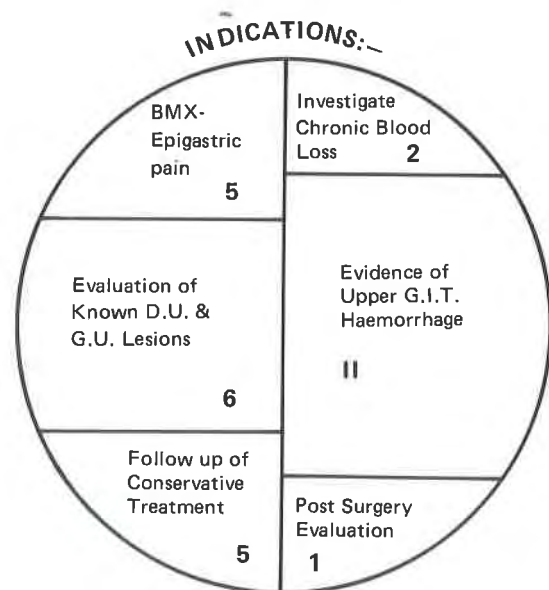 INDICATIONS:–
BMX-
Epigastric
pain
5
Investigate
Chronic Blood
Loss 2
Evaluation of
Known D.U. &
G.U. Lesions
6
Evidence of
Upper G.I.T.
Haemorrhage
II
Follow up of
Conservative
Treatment
5
Post Surgery
Evaluation
1